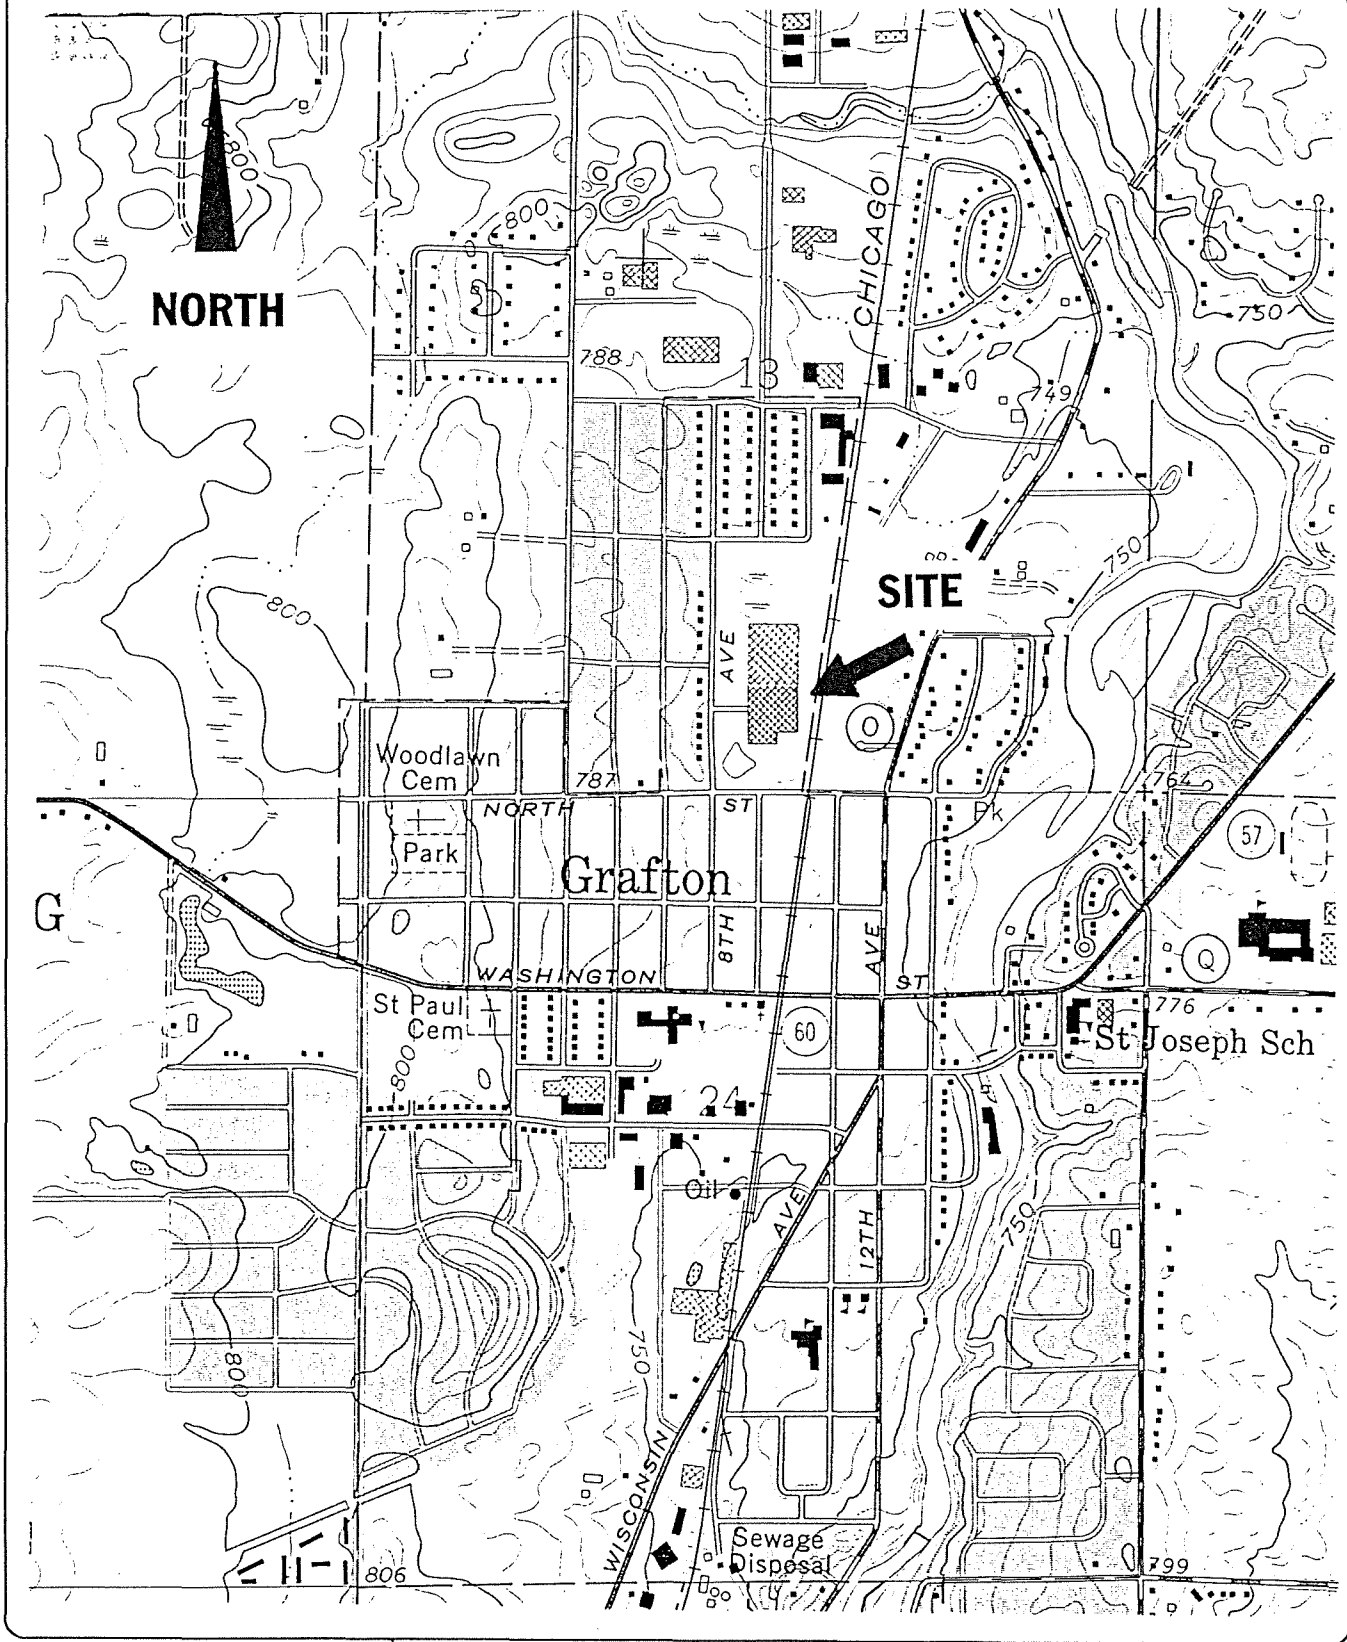 800
800
NORTH
CHICAGO
750
788
13
749
750
SITE
800
AVE
O
Woodlawn
Cem
787
764
NORTH
ST
Pk
57
Park
Grafton
G
8TH
AVE
Q
WASHINGTON
ST
St Paul
Cem
776
60
St Joseph Sch
800
24
Oil
AVE
12TH
750
800
750
WISCONSIN
Sewage
Disposal
806
799